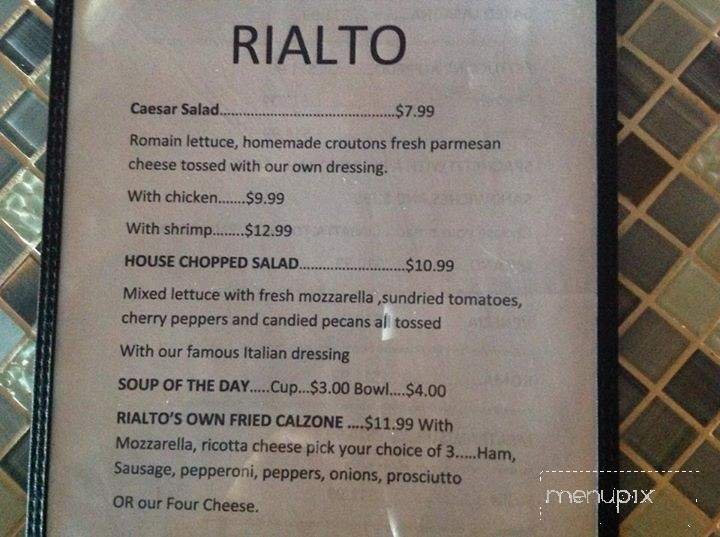 RIALTO
Caesar Salad............................................$7.99
Romain lettuce, homemade croutons fresh parmesan
cheese tossed with our own dressing.
With chicken.......$9.99
With shrimp........$12.99
HOUSE CHOPPED SALAD..........................$10.99
Mixed lettuce with fresh mozzarella ,sundried tomatoes,
cherry peppers and candied pecans all tossed
With our famous Italian dressing
SOUP OF THE DAY.....Cup...$3.00 Bowl....$4.00
RIALTO'S OWN FRIED CALZONE ....$11.99 With
Mozzarella, ricotta cheese pick your choice of 3.....Ham,
Sausage, pepperoni, peppers, onions, prosciutto
OR our Four Cheese.
menupix